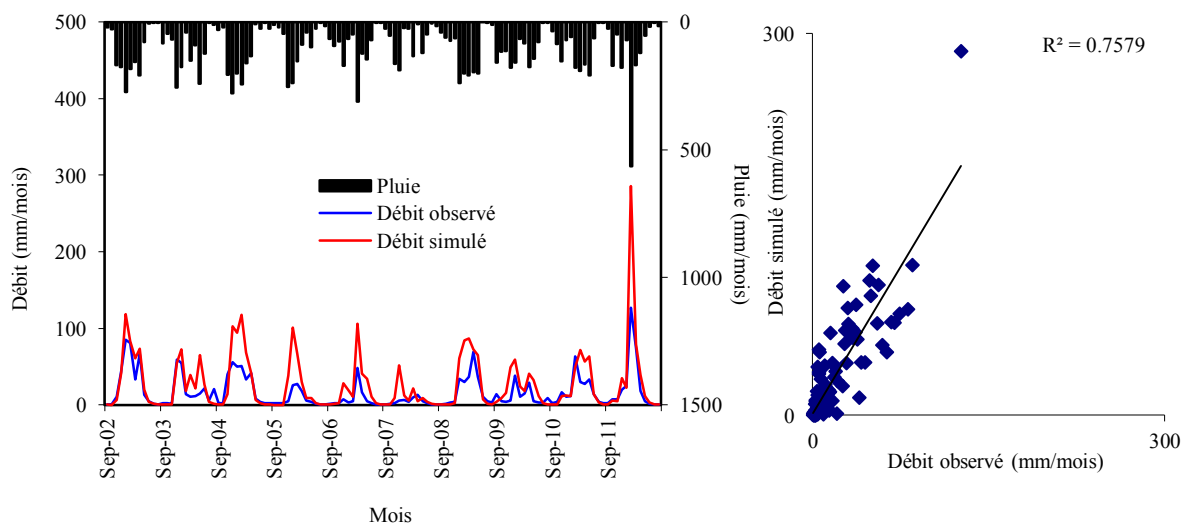 500
400
300
200
100
0
Débit (mm/mois)
0
500
1000
1500
Pluie (mm/mois)
Pluie
Débit observé
Débit simulé
Sep-02
Sep-03
Sep-04
Sep-05
Sep-06
Sep-07
Sep-08
Sep-09
Sep-10
Sep-11
Mois
300
0
Débit simulé (mm/mois)
R² = 0.7579
0
300
Débit observé (mm/mois)